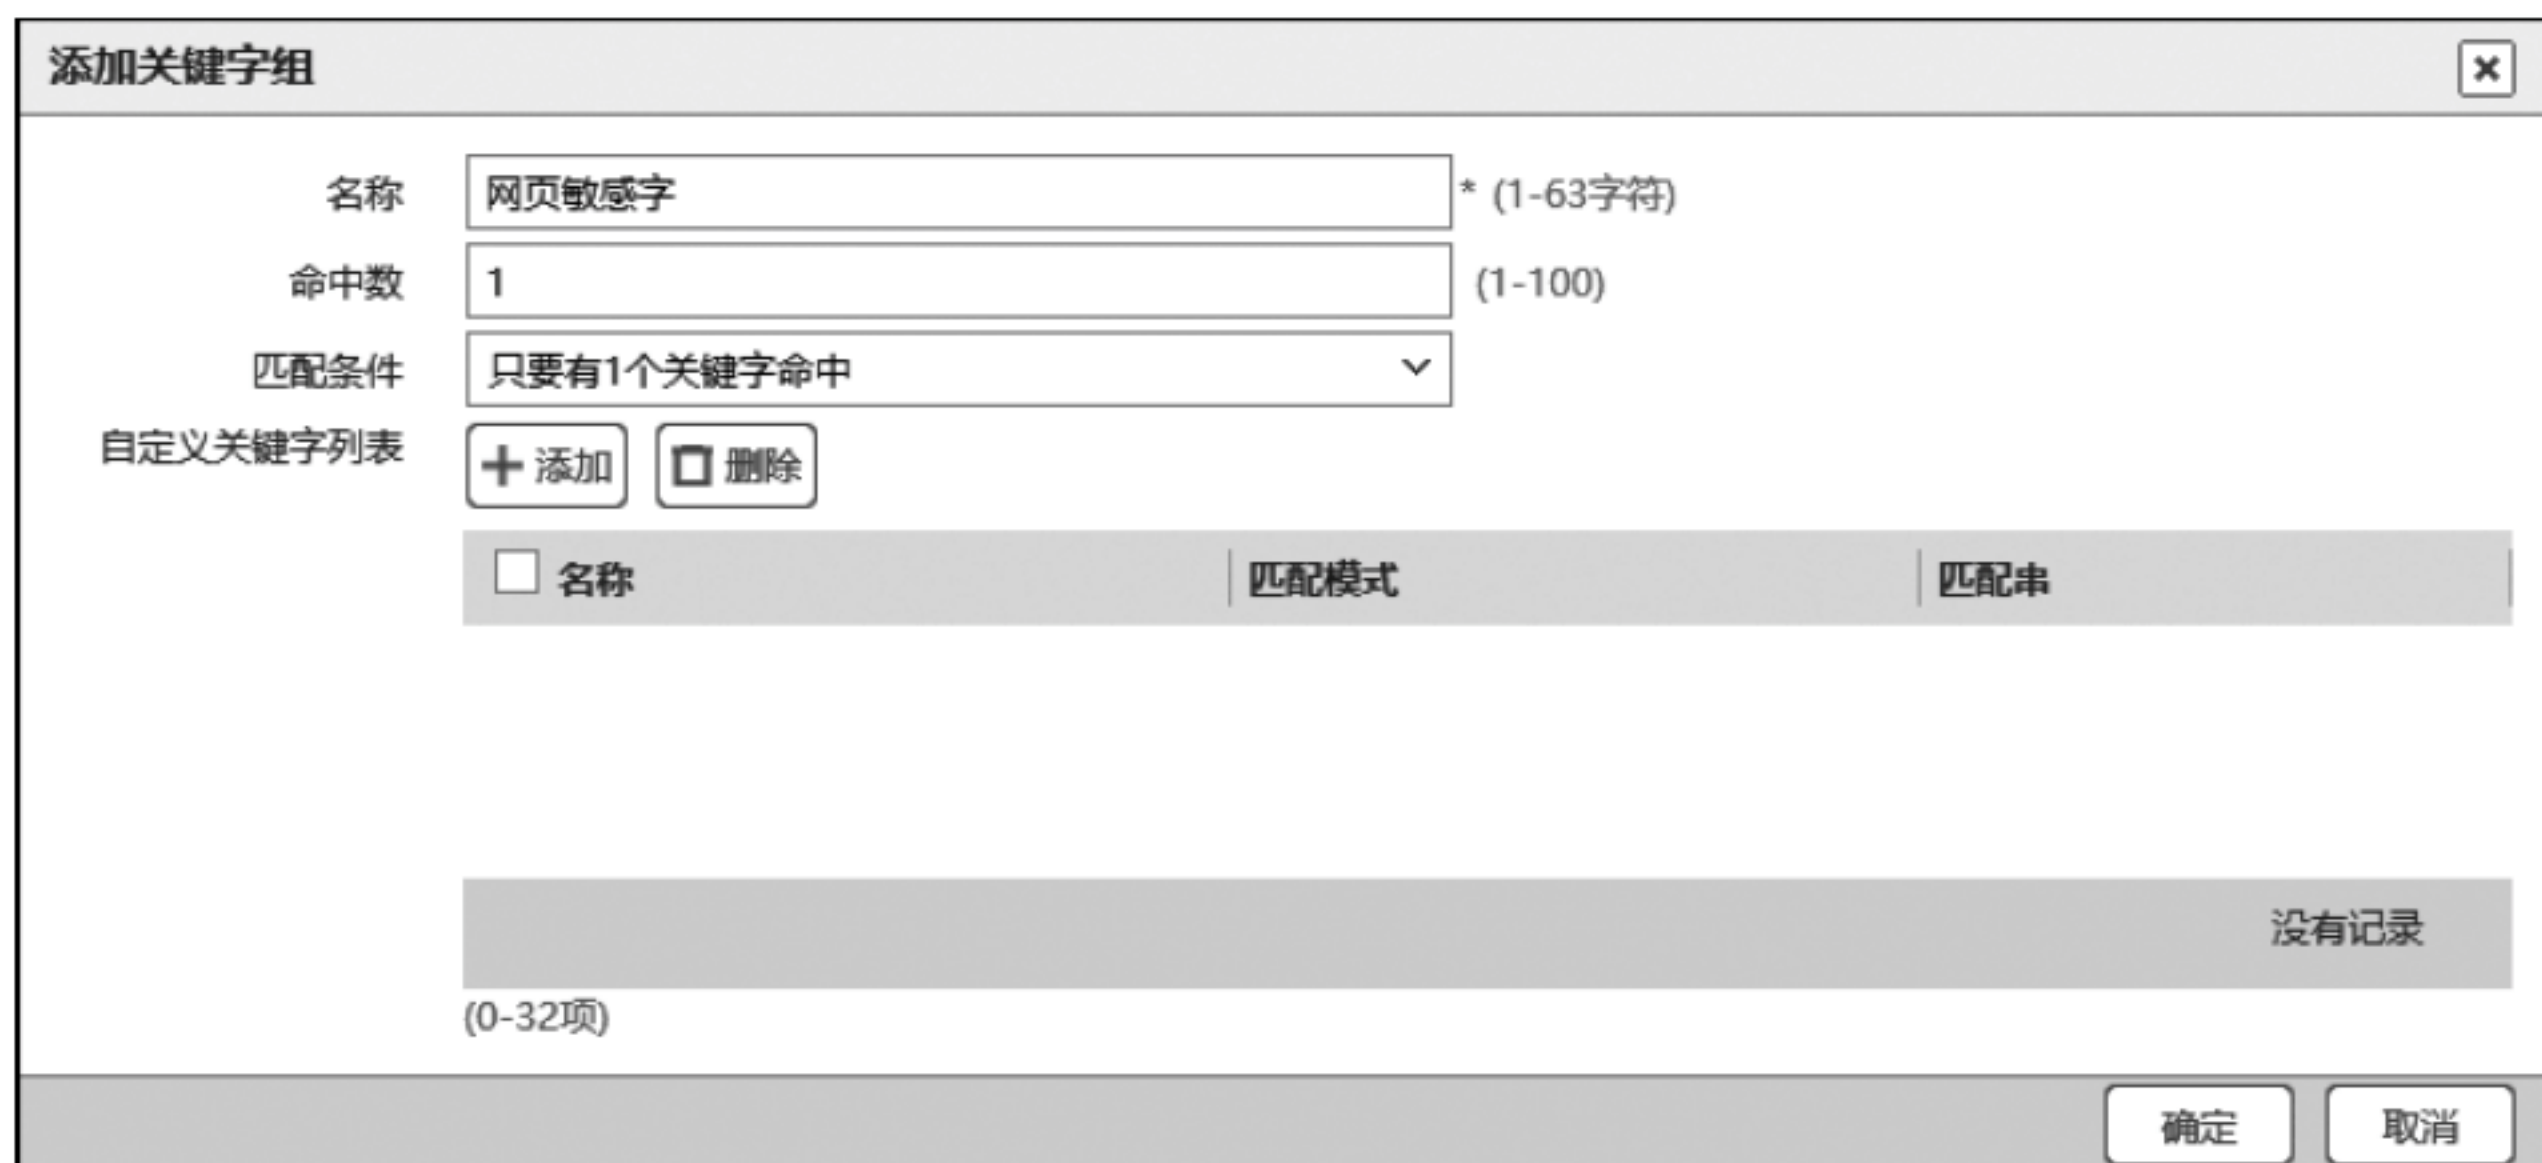 添加关键字组
名称 网页敏感字 * (1-63字符)
命中数 1 (1-100)
匹配条件 只要有1个关键字命中
自定义关键字列表 添加 删除
名称 匹配模式 匹配串
没有记录
(0-32项)
确定 取消